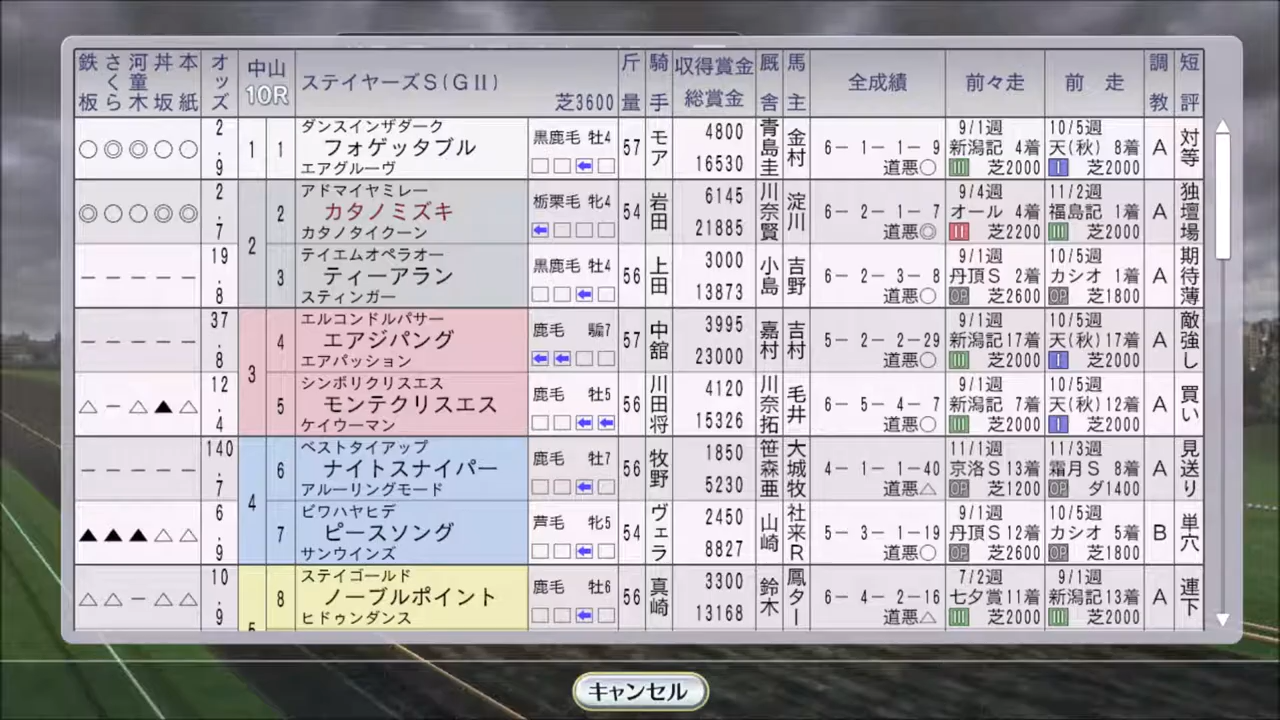 鉄板 さくら 河童木 丼坂 本紙 オッズ 中山10R ステイヤーズS(GⅡ) 芝3600 斤量 騎手 収得賞金 総賞金 厩舎 馬主 全成績 前々走 前 走 調教 短評
○◎◎○○ 2.9 1 1 ダンスインザダーク 黒鹿毛 牡4 57 モア 4800 青島圭 金村 6-1-1-9 9/1週 10/5週 A 対等
フォゲッタブル 新潟記 4着 天(秋) 8着
エアグルーヴ 16530 道悪○ Ⅲ 芝2000 Ⅰ 芝2000
◎○○◎◎ 2.7 2 2 アドマイヤミレー 栃栗毛 牝4 54 岩田 6145 川奈賢 淀川 6-2-1-7 9/4週 11/2週 A 独壇場
カタノミズキ オール 4着 福島記 1着
カタノタイクーン 21885 道悪◎ Ⅱ 芝2200 Ⅲ 芝2000
－－－－－ 19.8 3 テイエムオペラオー 黒鹿毛 牡4 56 上田 3000 小島 吉野 6-2-3-8 9/1週 10/5週 A 期待薄
ティーアラン 丹頂S 2着 カシオ 1着
スティンガー 13873 道悪○ OP 芝2600 OP 芝1800
－－－－－ 37.8 3 4 エルコンドルパサー 鹿毛 騸7 57 中舘 3995 嘉村 吉村 5-2-2-29 9/1週 10/5週 A 敵強し
エアジパング 新潟記 17着 天(秋) 17着
エアパッション 23000 道悪○ Ⅲ 芝2000 Ⅰ 芝2000
△－△▲△ 12.4 5 シンボリクリスエス 鹿毛 牡5 56 川田将 4120 川奈拓 毛井 6-5-4-7 9/1週 10/5週 A 買い
モンテクリスエス 新潟記 7着 天(秋) 12着
ケイウーマン 15326 道悪○ Ⅲ 芝2000 Ⅰ 芝2000
－－－－－ 140.7 4 6 ベストタイアップ 鹿毛 牡7 56 牧野 1850 笹森亜 大城牧 4-1-1-40 11/1週 11/3週 A 見送り
ナイトスナイパー 京洛S 13着 霜月S 8着
アルーリングモード 5230 道悪△ OP 芝1200 OP ダ1400
▲▲▲△△ 6.9 7 ビワハヤヒデ 芦毛 牝5 54 ヴェラ 2450 山崎 社来R 5-3-1-19 9/1週 10/5週 B 単穴
ピースソング 丹頂S 12着 カシオ 5着
サンウインズ 8827 道悪○ OP 芝2600 OP 芝1800
△△－△△ 10.9 5 8 ステイゴールド 鹿毛 牡6 56 真崎 3300 鈴木 鳳ター 6-4-2-16 7/2週 9/1週 A 連下
ノーブルポイント 七夕賞 11着 新潟記 13着
ヒドゥンダンス 13168 道悪△ Ⅲ 芝2000 Ⅲ 芝2000
キャンセル